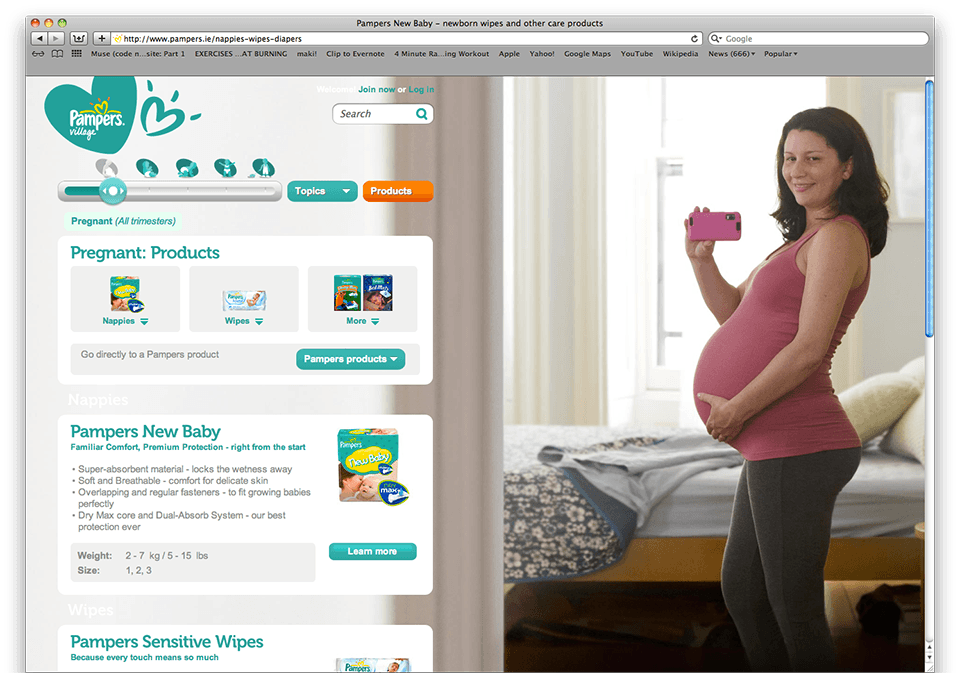 Pampers New Baby - newborn wipes and other care products
http://www.pampers.ie/nappies-wipes-diapers
Google
Muse (code n...site: Part 1 EXERCISES ...AT BURNING maki! Clip to Evernote 4 Minute Ra...ing Workout Apple Yahoo! Google Maps YouTube Wikipedia News (666) Popular
Welcome! Join now or Log in
Pampers
village
Search
Topics
Products
Pregnant (All trimesters)
Pregnant: Products
Nappies
Wipes
More
Go directly to a Pampers product
Pampers products
Nappies
Pampers New Baby
Familiar Comfort, Premium Protection - right from the start
• Super-absorbent material - locks the wetness away
• Soft and Breathable - comfort for delicate skin
• Overlapping and regular fasteners - to fit growing babies
perfectly
• Dry Max core and Dual-Absorb System - our best
protection ever
Pampers
New Baby
DRY
max
Weight: 2 - 7 kg / 5 - 15 lbs
Size: 1, 2, 3
Learn more
Wipes
Pampers Sensitive Wipes
Because every touch means so much
Pampers